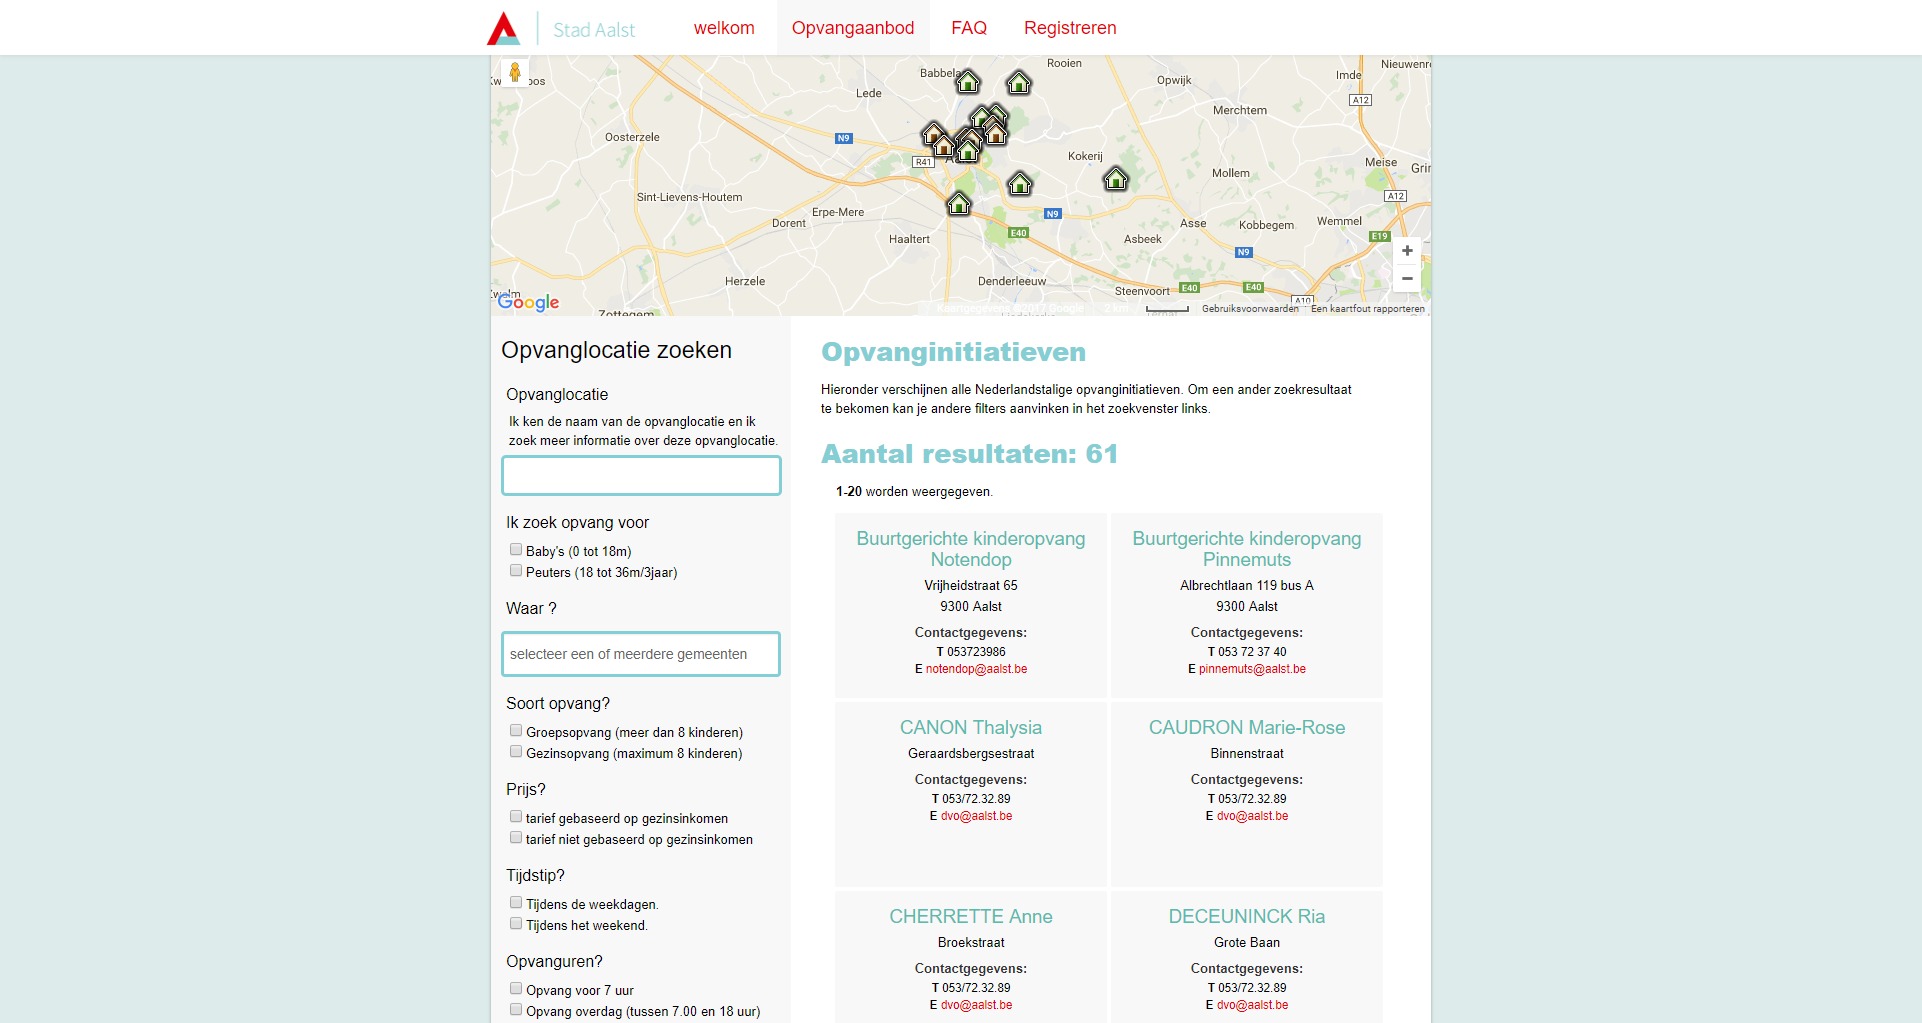 Stad Aalst
welkom
Opvangaanbod
FAQ
Registreren
Rooien
Nieuwenr
Babbela
Imde
Opwijk
Lede
A12
Merchtem
Oosterzele
N9
R41
Kokerij
Meise
Grin
Mollem
Sint-Lievens-Houtem
A12
Erpe-Mere
N9
Dorent
Asse
Kobbegem
Wemmel
E40
Haaltert
Asbeek
E19
N9
Herzele
Denderleeuw
Steenvoort
E40
E40
Google
A10
Zottegem
Gebruiksvoorwaarden
Een kaartfout rapporteren
Opvanglocatie zoeken
Opvanglocatie
Ik ken de naam van de opvanglocatie en ik
zoek meer informatie over deze opvanglocatie.
Ik zoek opvang voor
Baby's (0 tot 18m)
Peuters (18 tot 36m/3jaar)
Waar ?
selecteer een of meerdere gemeenten
Soort opvang?
Groepsopvang (meer dan 8 kinderen)
Gezinsopvang (maximum 8 kinderen)
Prijs?
tarief gebaseerd op gezinsinkomen
tarief niet gebaseerd op gezinsinkomen
Tijdstip?
Tijdens de weekdagen.
Tijdens het weekend.
Opvanguren?
Opvang voor 7 uur
Opvang overdag (tussen 7.00 en 18 uur)
Opvanginitiatieven
Hieronder verschijnen alle Nederlandstalige opvanginitiatieven. Om een ander zoekresultaat
te bekomen kan je andere filters aanvinken in het zoekvenster links.
Aantal resultaten: 61
1-20 worden weergegeven.
Buurtgerichte kinderopvang
Notendop
Vrijheidstraat 65
9300 Aalst
Contactgegevens:
T 053723986
E notendop@aalst.be
Buurtgerichte kinderopvang
Pinnemuts
Albrechtlaan 119 bus A
9300 Aalst
Contactgegevens:
T 053 72 37 40
E pinnemuts@aalst.be
CANON Thalysia
Geraardsbergsestraat
Contactgegevens:
T 053/72.32.89
E dvo@aalst.be
CAUDRON Marie-Rose
Binnenstraat
Contactgegevens:
T 053/72.32.89
E dvo@aalst.be
CHERRETTE Anne
Broekstraat
Contactgegevens:
T 053/72.32.89
E dvo@aalst.be
DECEUNINCK Ria
Grote Baan
Contactgegevens:
T 053/72.32.89
E dvo@aalst.be